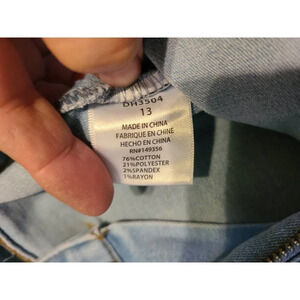 DH3504
13
MADE IN CHINA
FABRIQUE EN CHINE
HECHO EN CHINA
RN#149356
76%COTTON
21%POLYESTER
2%SPANDEX
1%RAYON